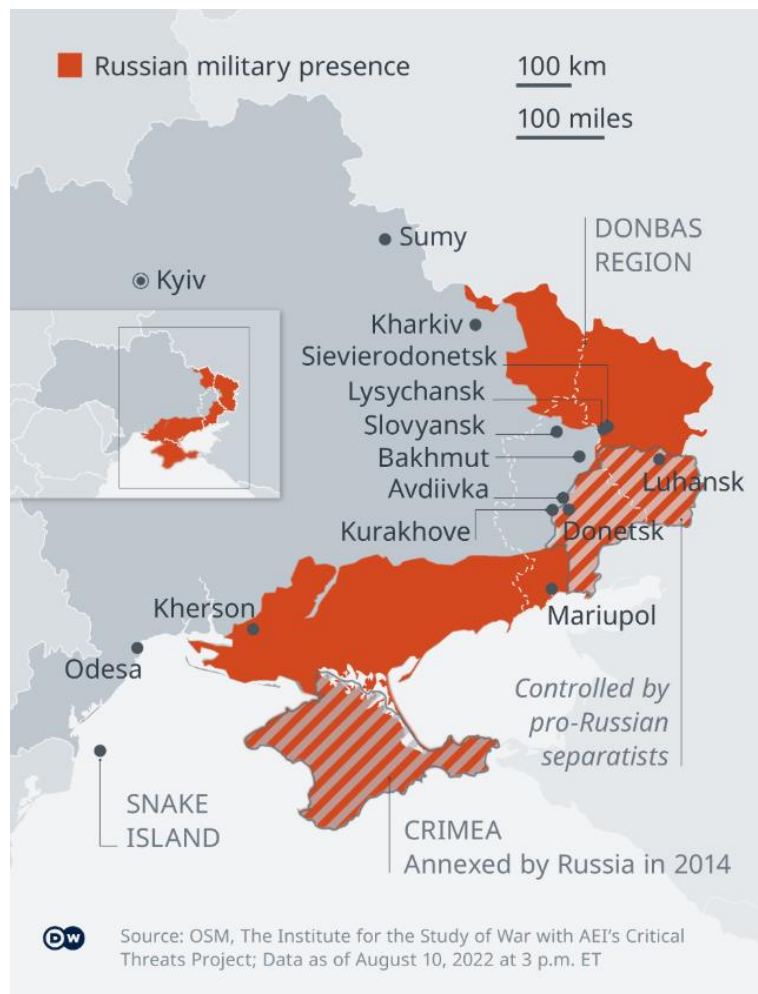 Russian military presence
100 km
100 miles
DONBAS
REGION
Sumy
Kyiv
Kharkiv
Sievierodonetsk
Lysychansk
Slovyansk
Bakhmut
Avdiivka
Luhansk
Kurakhove
Donetsk
Kherson
Mariupol
Odesa
Controlled by
pro-Russian
separatists
SNAKE
ISLAND
CRIMEA
Annexed by Russia in 2014
DW
Source: OSM, The Institute for the Study of War with AEI’s Critical
Threats Project; Data as of August 10, 2022 at 3 p.m. ET